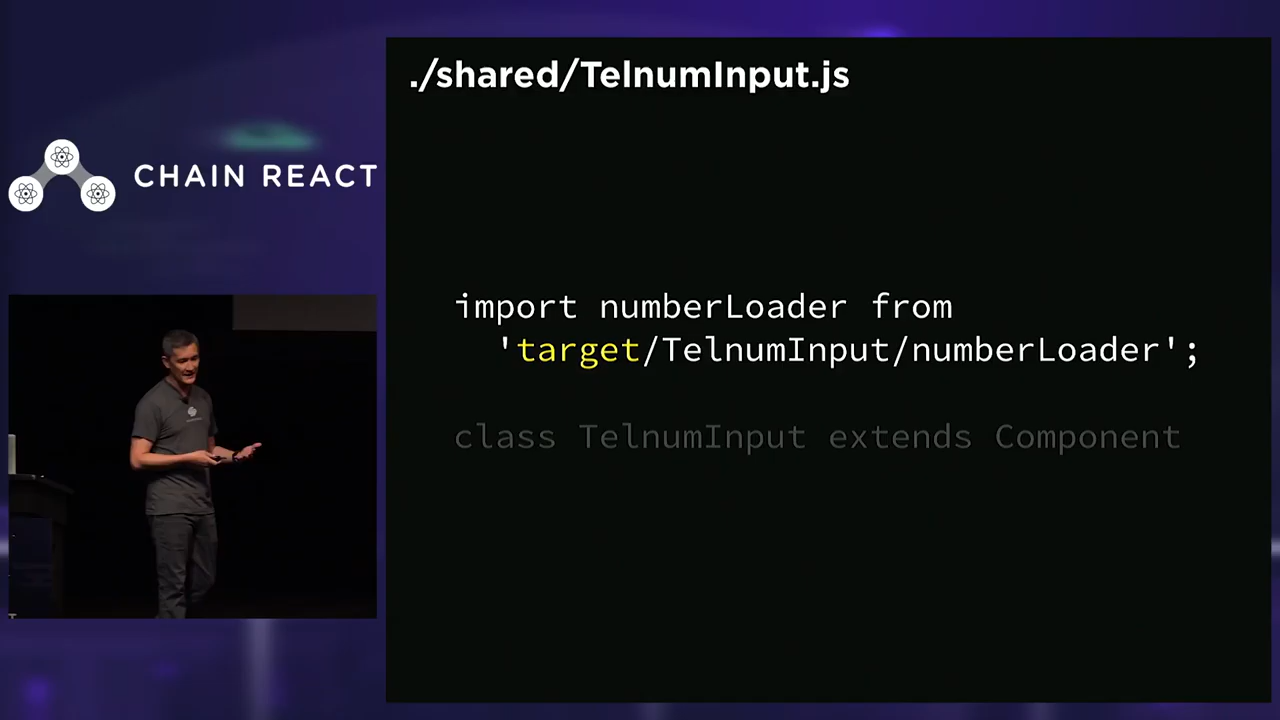 ./shared/TelnumInput.js
CHAIN REACT
import numberLoader from
'target/TelnumInput/numberLoader';
class TelnumInput extends Component